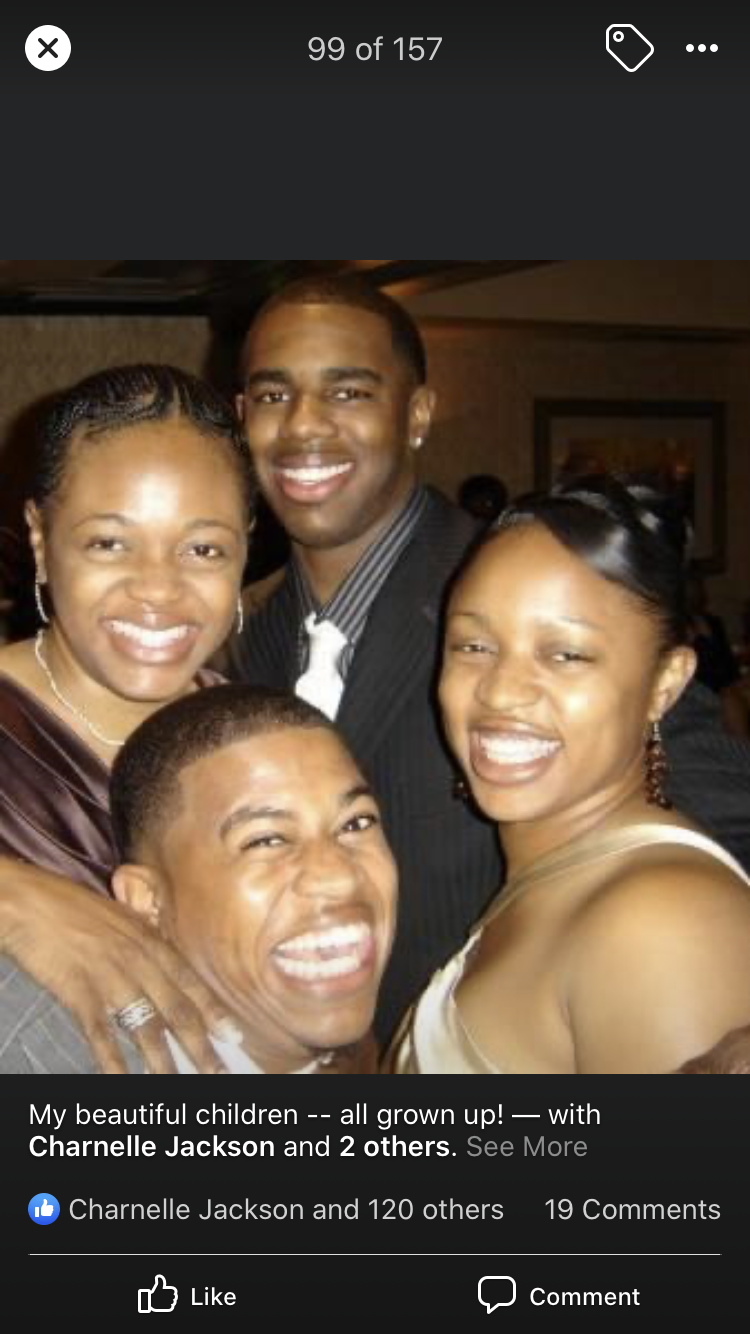 99 of 157
My beautiful children -- all grown up! — with
Charnelle Jackson and 2 others. See More
Charnelle Jackson and 120 others 19 Comments
Like Comment